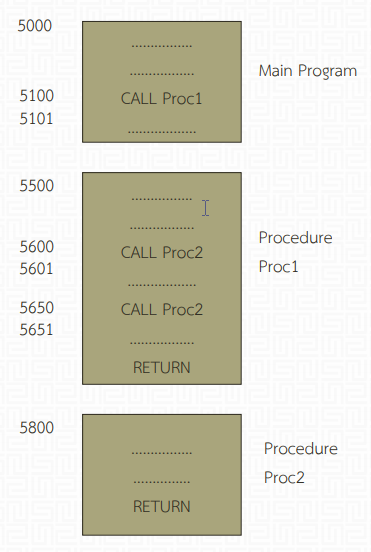 5000
................
................. Main Program
5100 CALL Proc1
5101
..................
5500
................
................. Procedure
5600 CALL Proc2
5601 Proc1
..................
5650 CALL Proc2
5651
.................
RETURN
5800
................ Procedure
...............
Proc2
RETURN